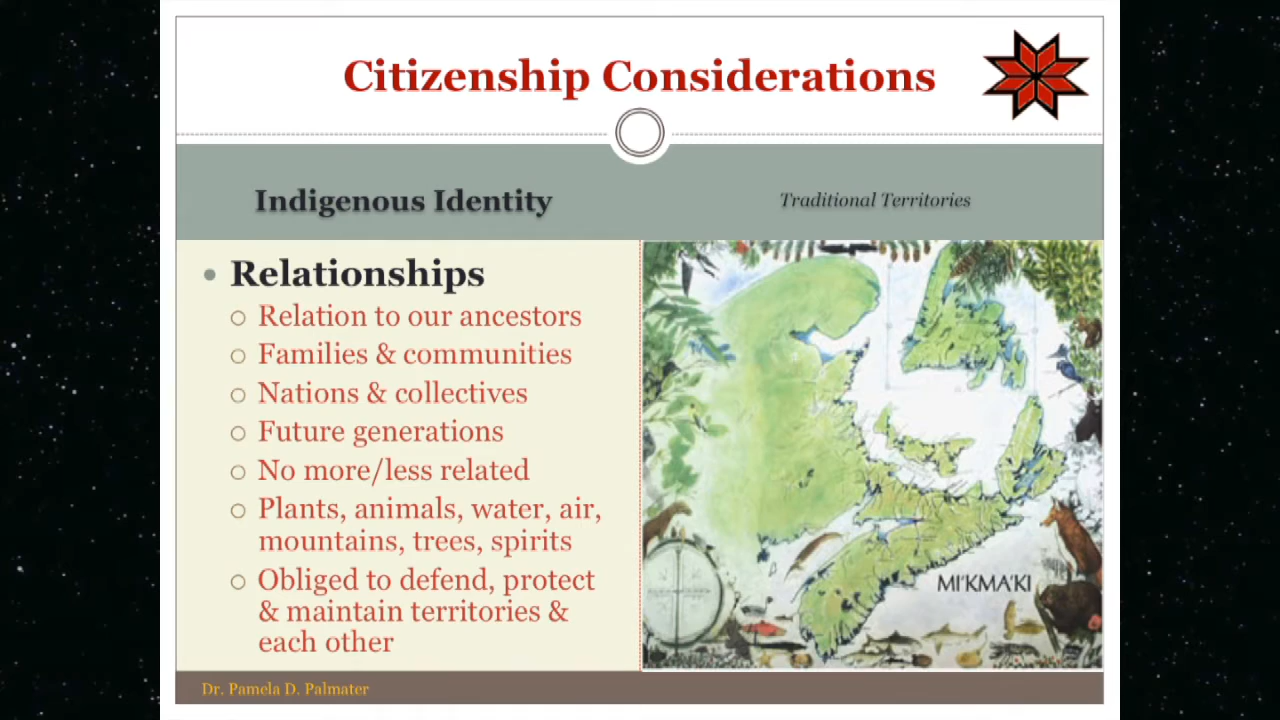 Citizenship Considerations
Indigenous Identity
Traditional Territories
Relationships
Relation to our ancestors
Families & communities
Nations & collectives
Future generations
No more/less related
Plants, animals, water, air,
mountains, trees, spirits
Obliged to defend, protect
& maintain territories &
each other
MI'KMA'KI
Dr. Pamela D. Palmater